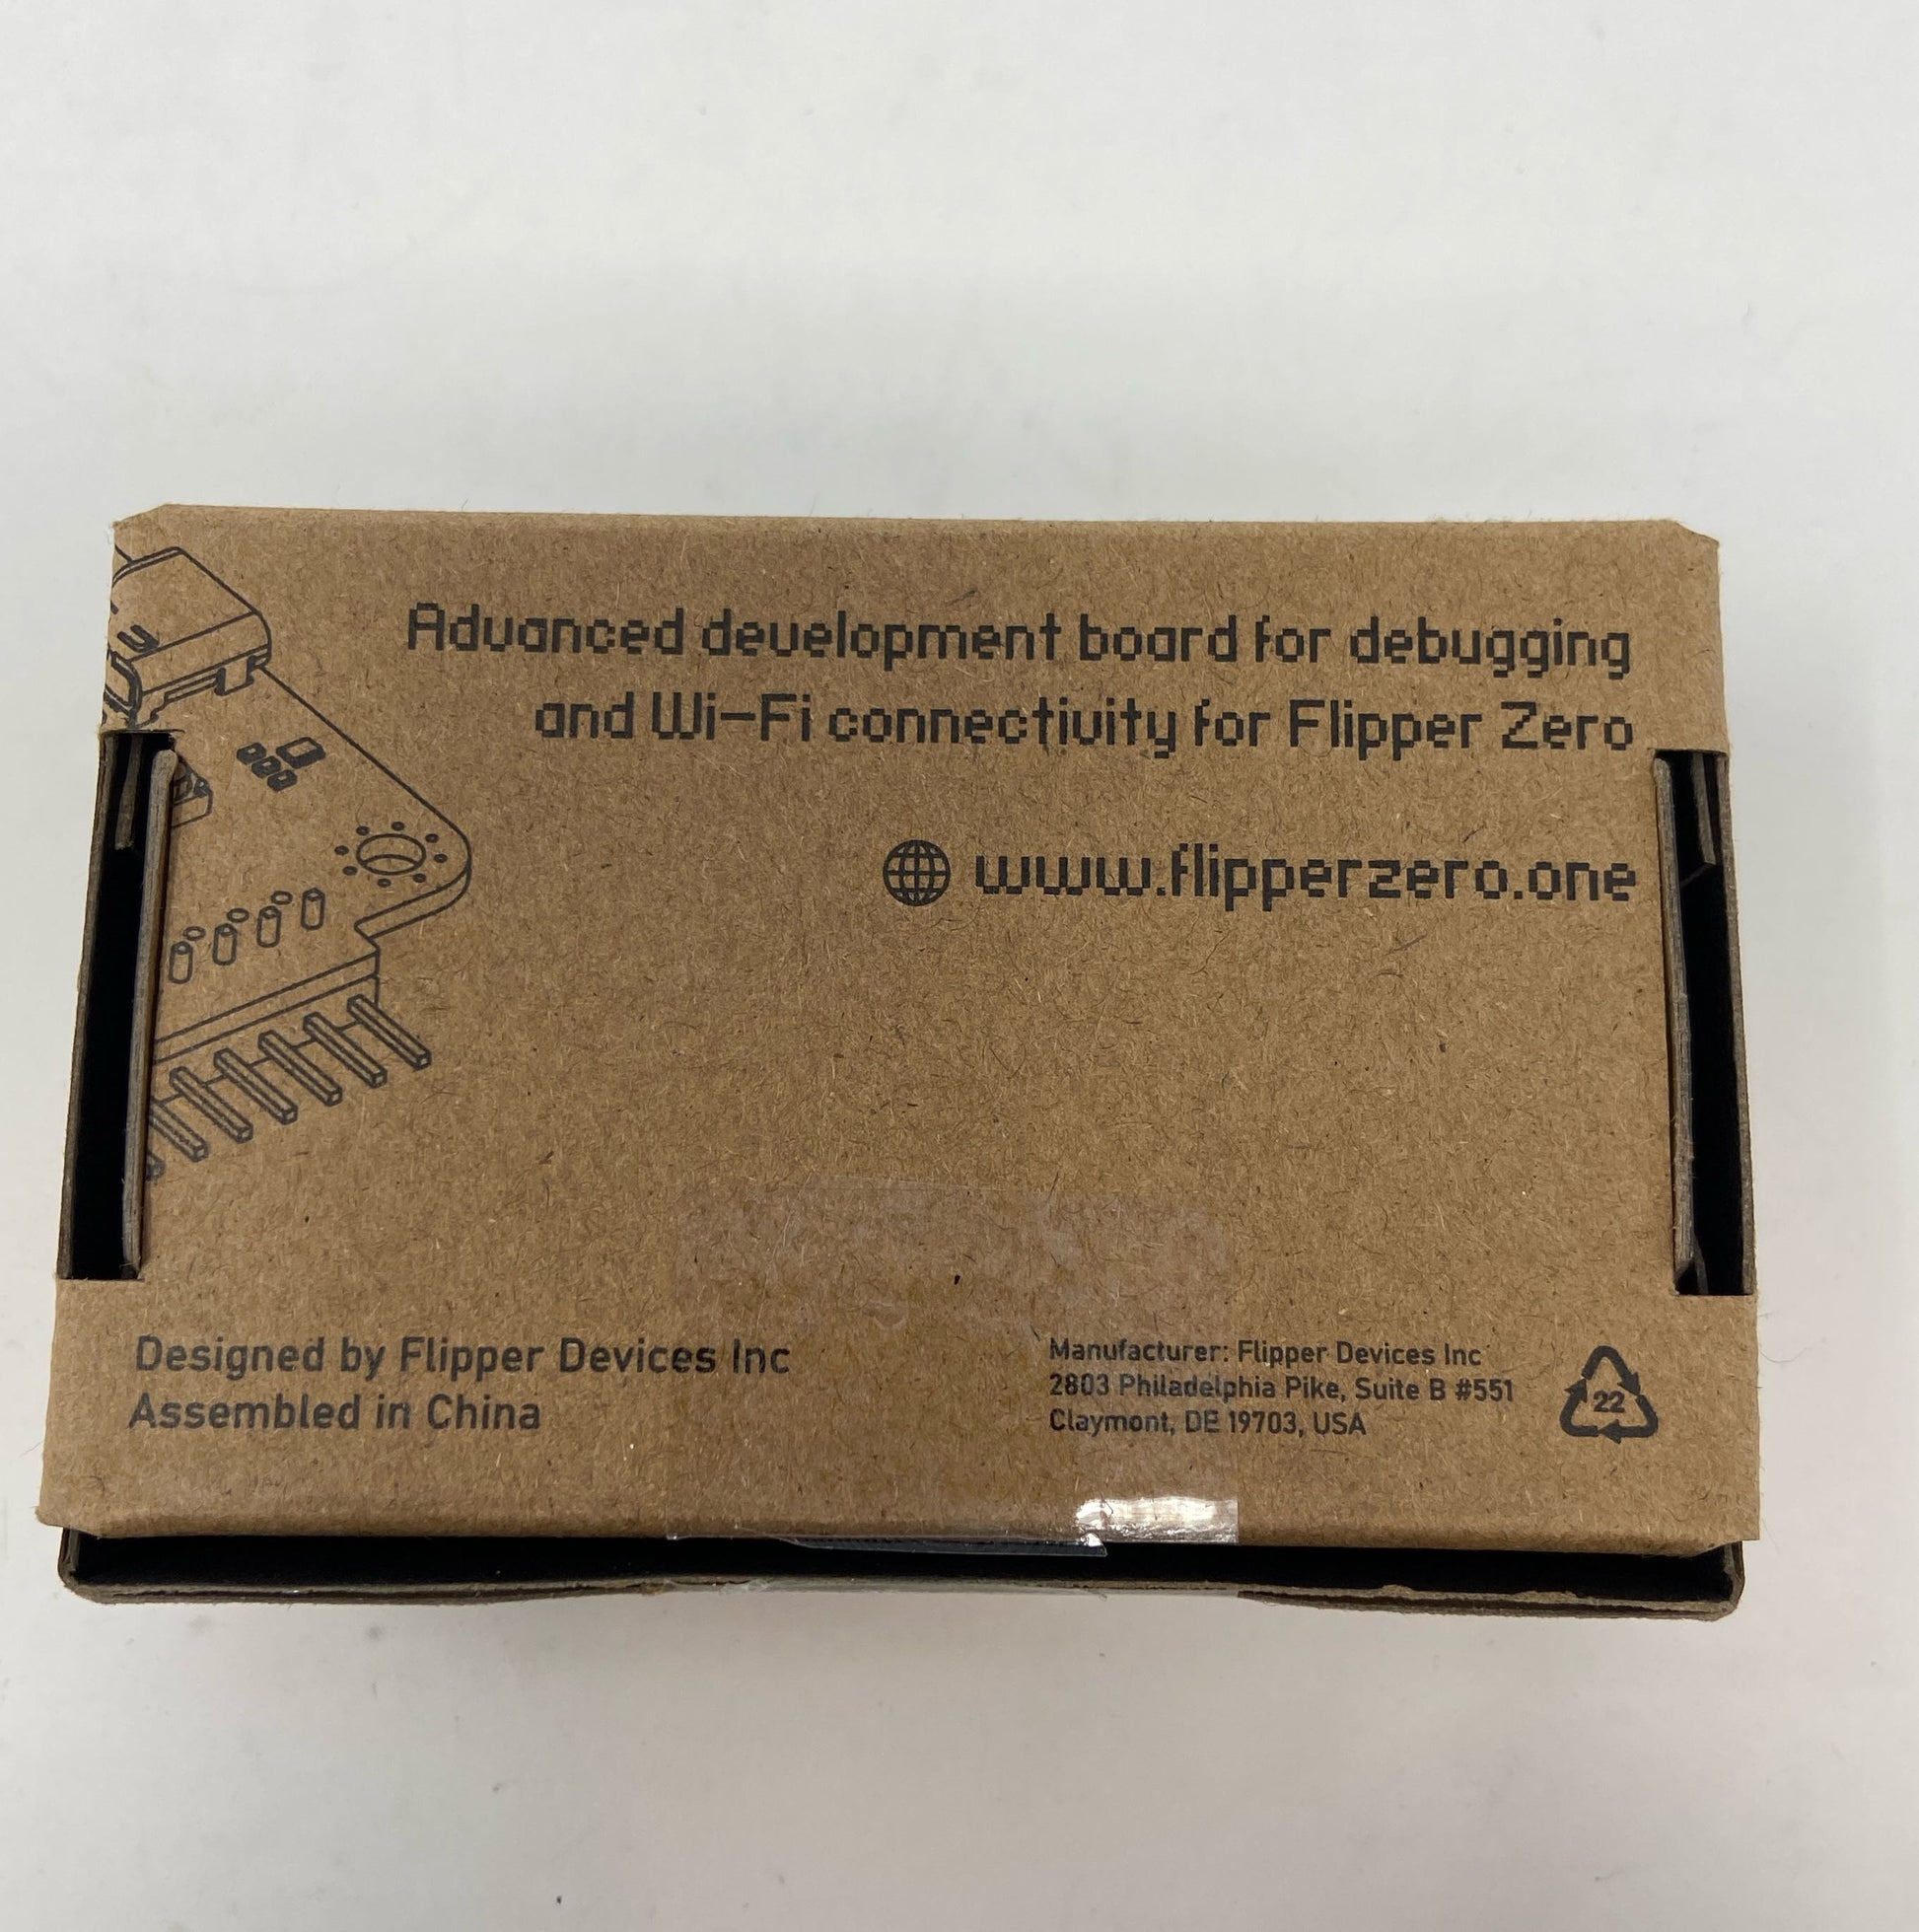 Advanced development board for debugging
and Wi-Fi connectivity for Flipper Zero
www.flipperzero.one
Designed by Flipper Devices Inc
Assembled in China
Manufacturer: Flipper Devices Inc
2803 Philadelphia Pike, Suite B #551
Claymont, DE 19703, USA
22